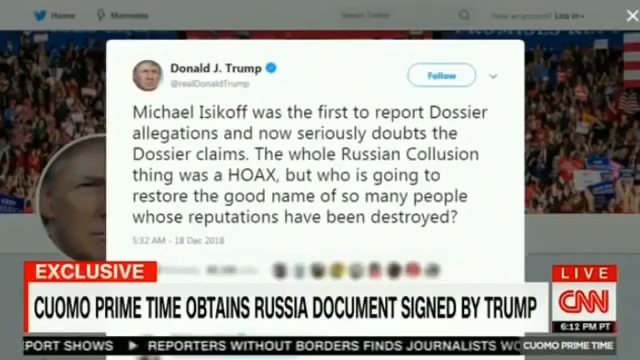 Home
Moments
Search Twitter
Have an account? Log in
Donald J. Trump
@realDonaldTrump
Follow
Michael Isikoff was the first to report Dossier
allegations and now seriously doubts the
Dossier claims. The whole Russian Collusion
thing was a HOAX, but who is going to
restore the good name of so many people
whose reputations have been destroyed?
5:32 AM - 18 Dec 2018
EXCLUSIVE
LIVE
CUOMO PRIME TIME OBTAINS RUSSIA DOCUMENT SIGNED BY TRUMP
CNN
6:12 PM PT
PORT SHOWS ▶ REPORTERS WITHOUT BORDERS FINDS JOURNALISTS WO
CUOMO PRIME TIME